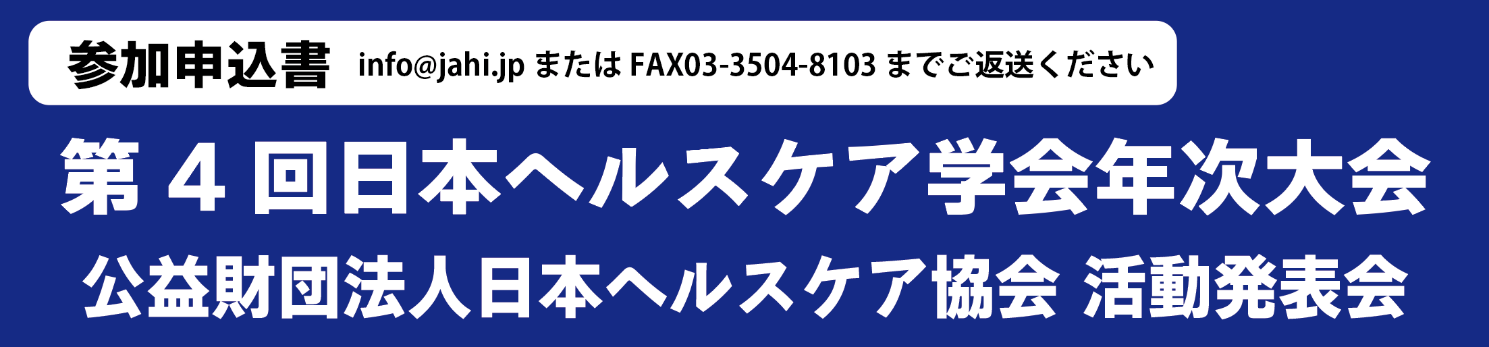 参加申込書 info@jahi.jp または FAX03-3504-8103 までご返送ください
第4回日本ヘルスケア学会年次大会
公益財団法人日本ヘルスケア協会 活動発表会